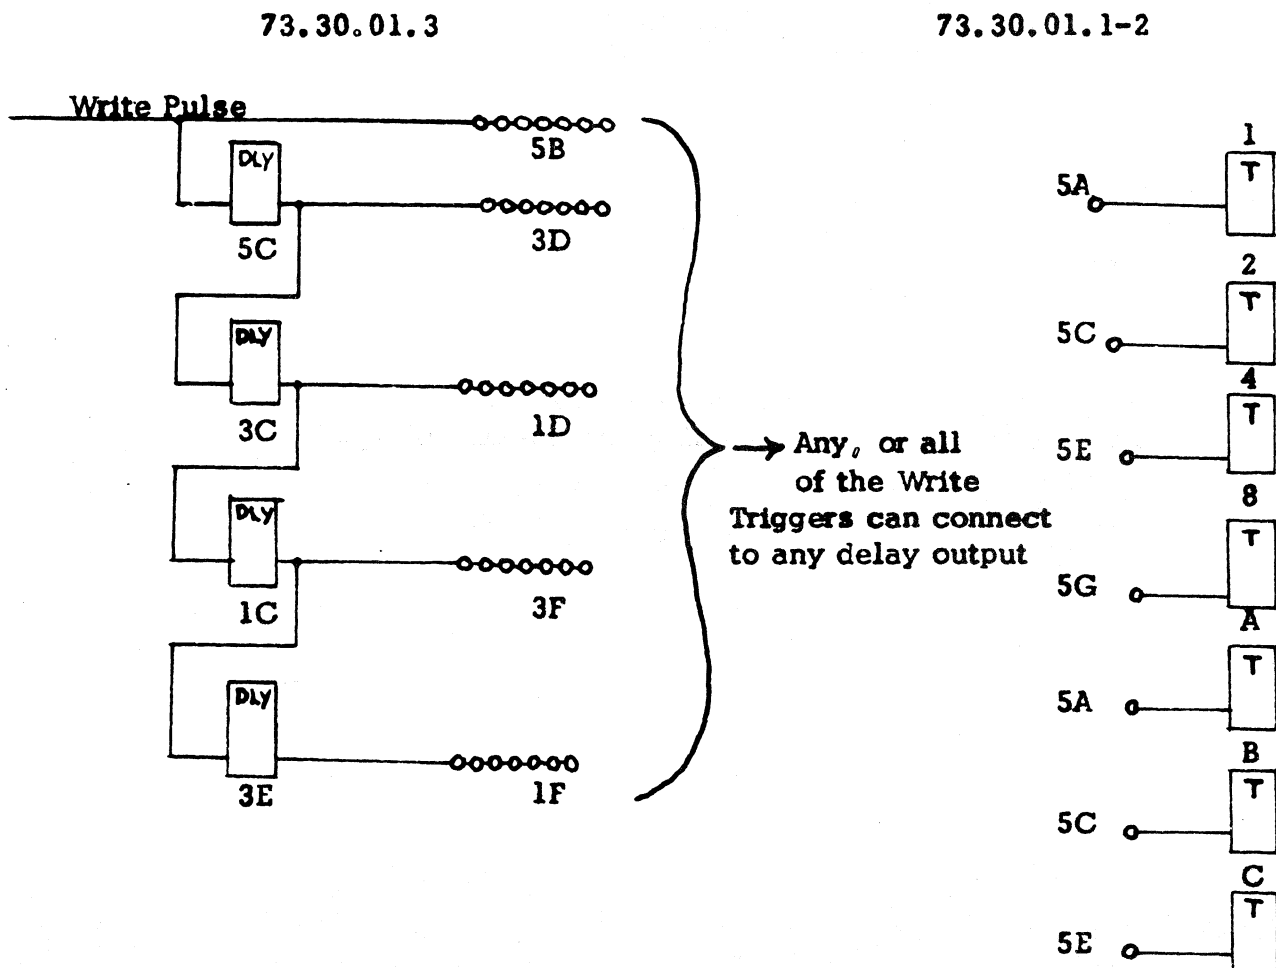 73.30.01.3
73.30.01.1-2
Write Pulse
5B
DLY
5C
3D
DLY
3C
1D
DLY
1C
3F
DLY
3E
1F
Any, or all
of the Write
Triggers can connect
to any delay output
1
5A
T
2
5C
T
4
5E
T
8
5G
T
A
5A
T
B
5C
T
C
5E
T